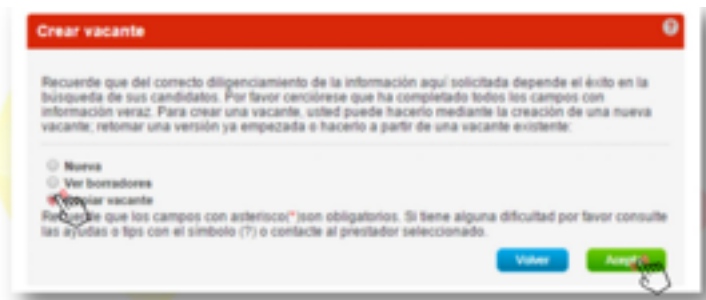 Crear vacante
Recuerde que del correcto diligenciamiento de la información aquí solicitada depende el éxito en la
búsqueda de sus candidatos. Por favor cerciórese que ha completado todos los campos con
información veraz. Para crear una vacante, usted puede hacerlo mediante la creación de una nueva
vacante; retomar una versión ya empezada o hacerlo a partir de una vacante existente:
Nueva
Ver borradores
vacante
que los campos con asterisco(*)son obligatorios. Si tiene alguna dificultad por favor consulte
las ayudas o tips con el símbolo (?) o contacte al prestador seleccionado.
Volver